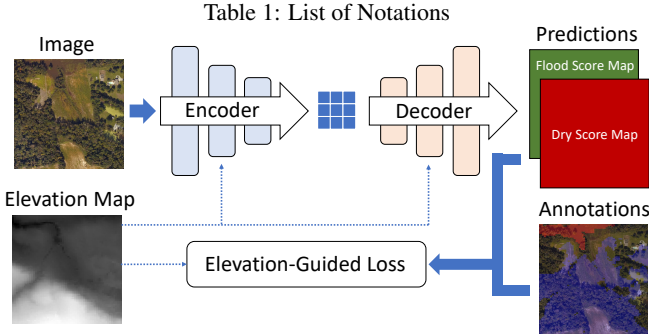 Table 1: List of Notations
Image
Predictions
Flood Score Map
Encoder
Decoder
Dry Score Map
Elevation Map
Annotations
Elevation-Guided Loss